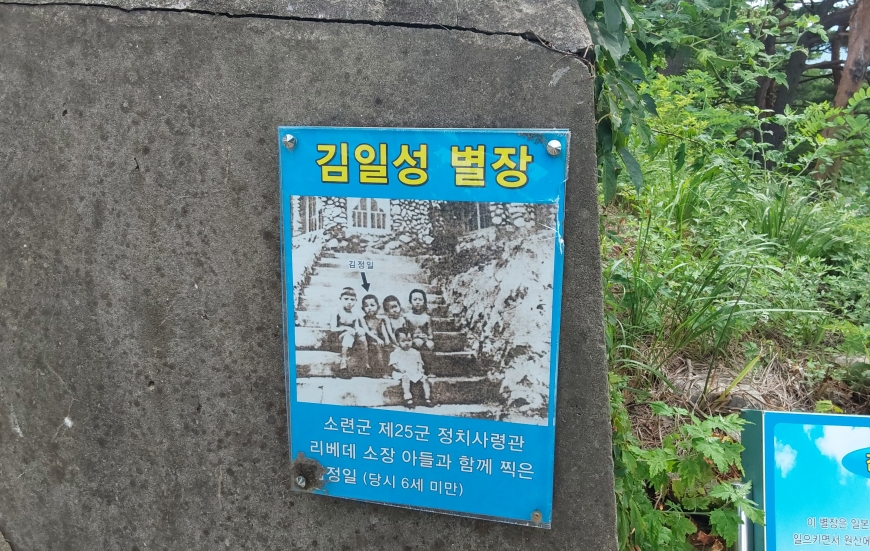 김일성 별장
김정일
소련군 제25군 정치사령관
리베데 소장 아들과 함께 찍은
정일 (당시 6세 미만)
이 별장은 일본
일으키면서 원산에